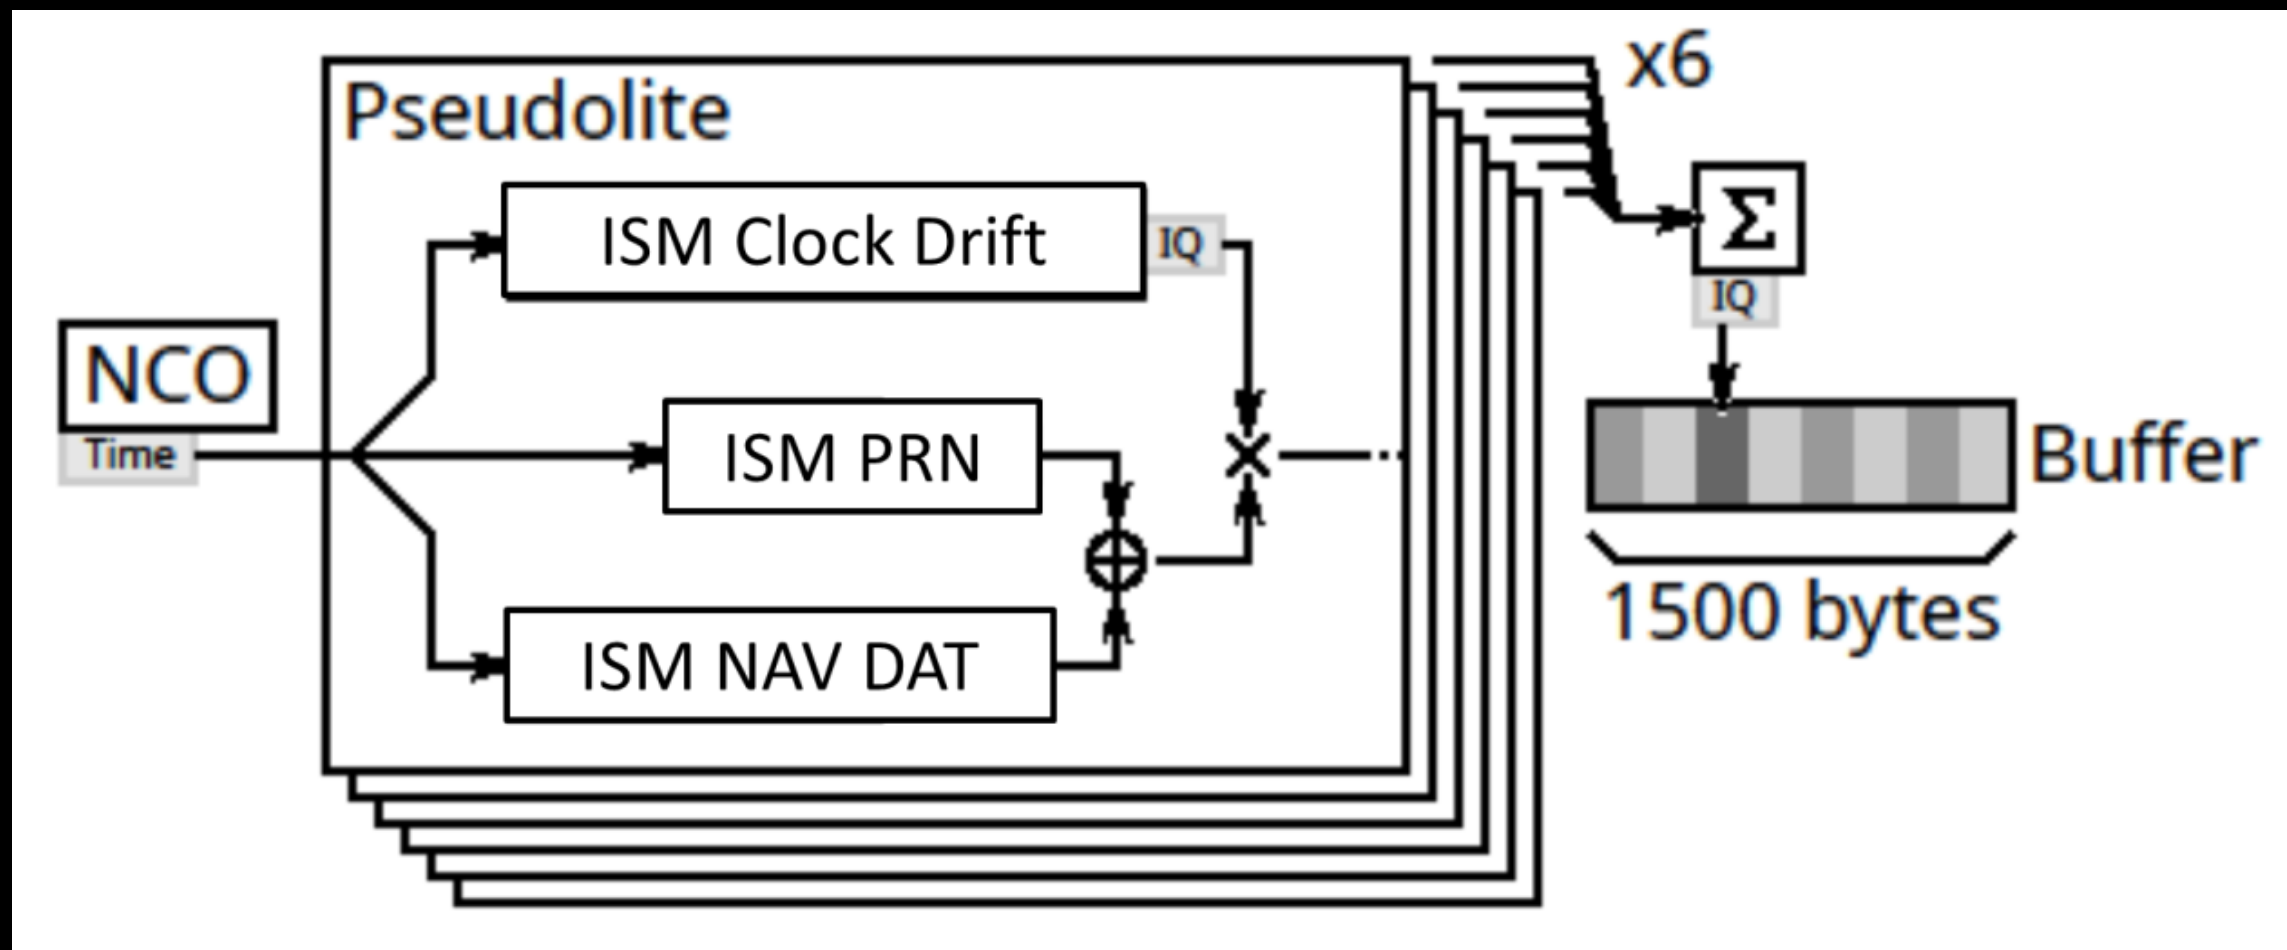 x6
Pseudolite
ISM Clock Drift
IQ
Σ
IQ
NCO
Time
ISM PRN
Buffer
ISM NAV DAT
1500 bytes